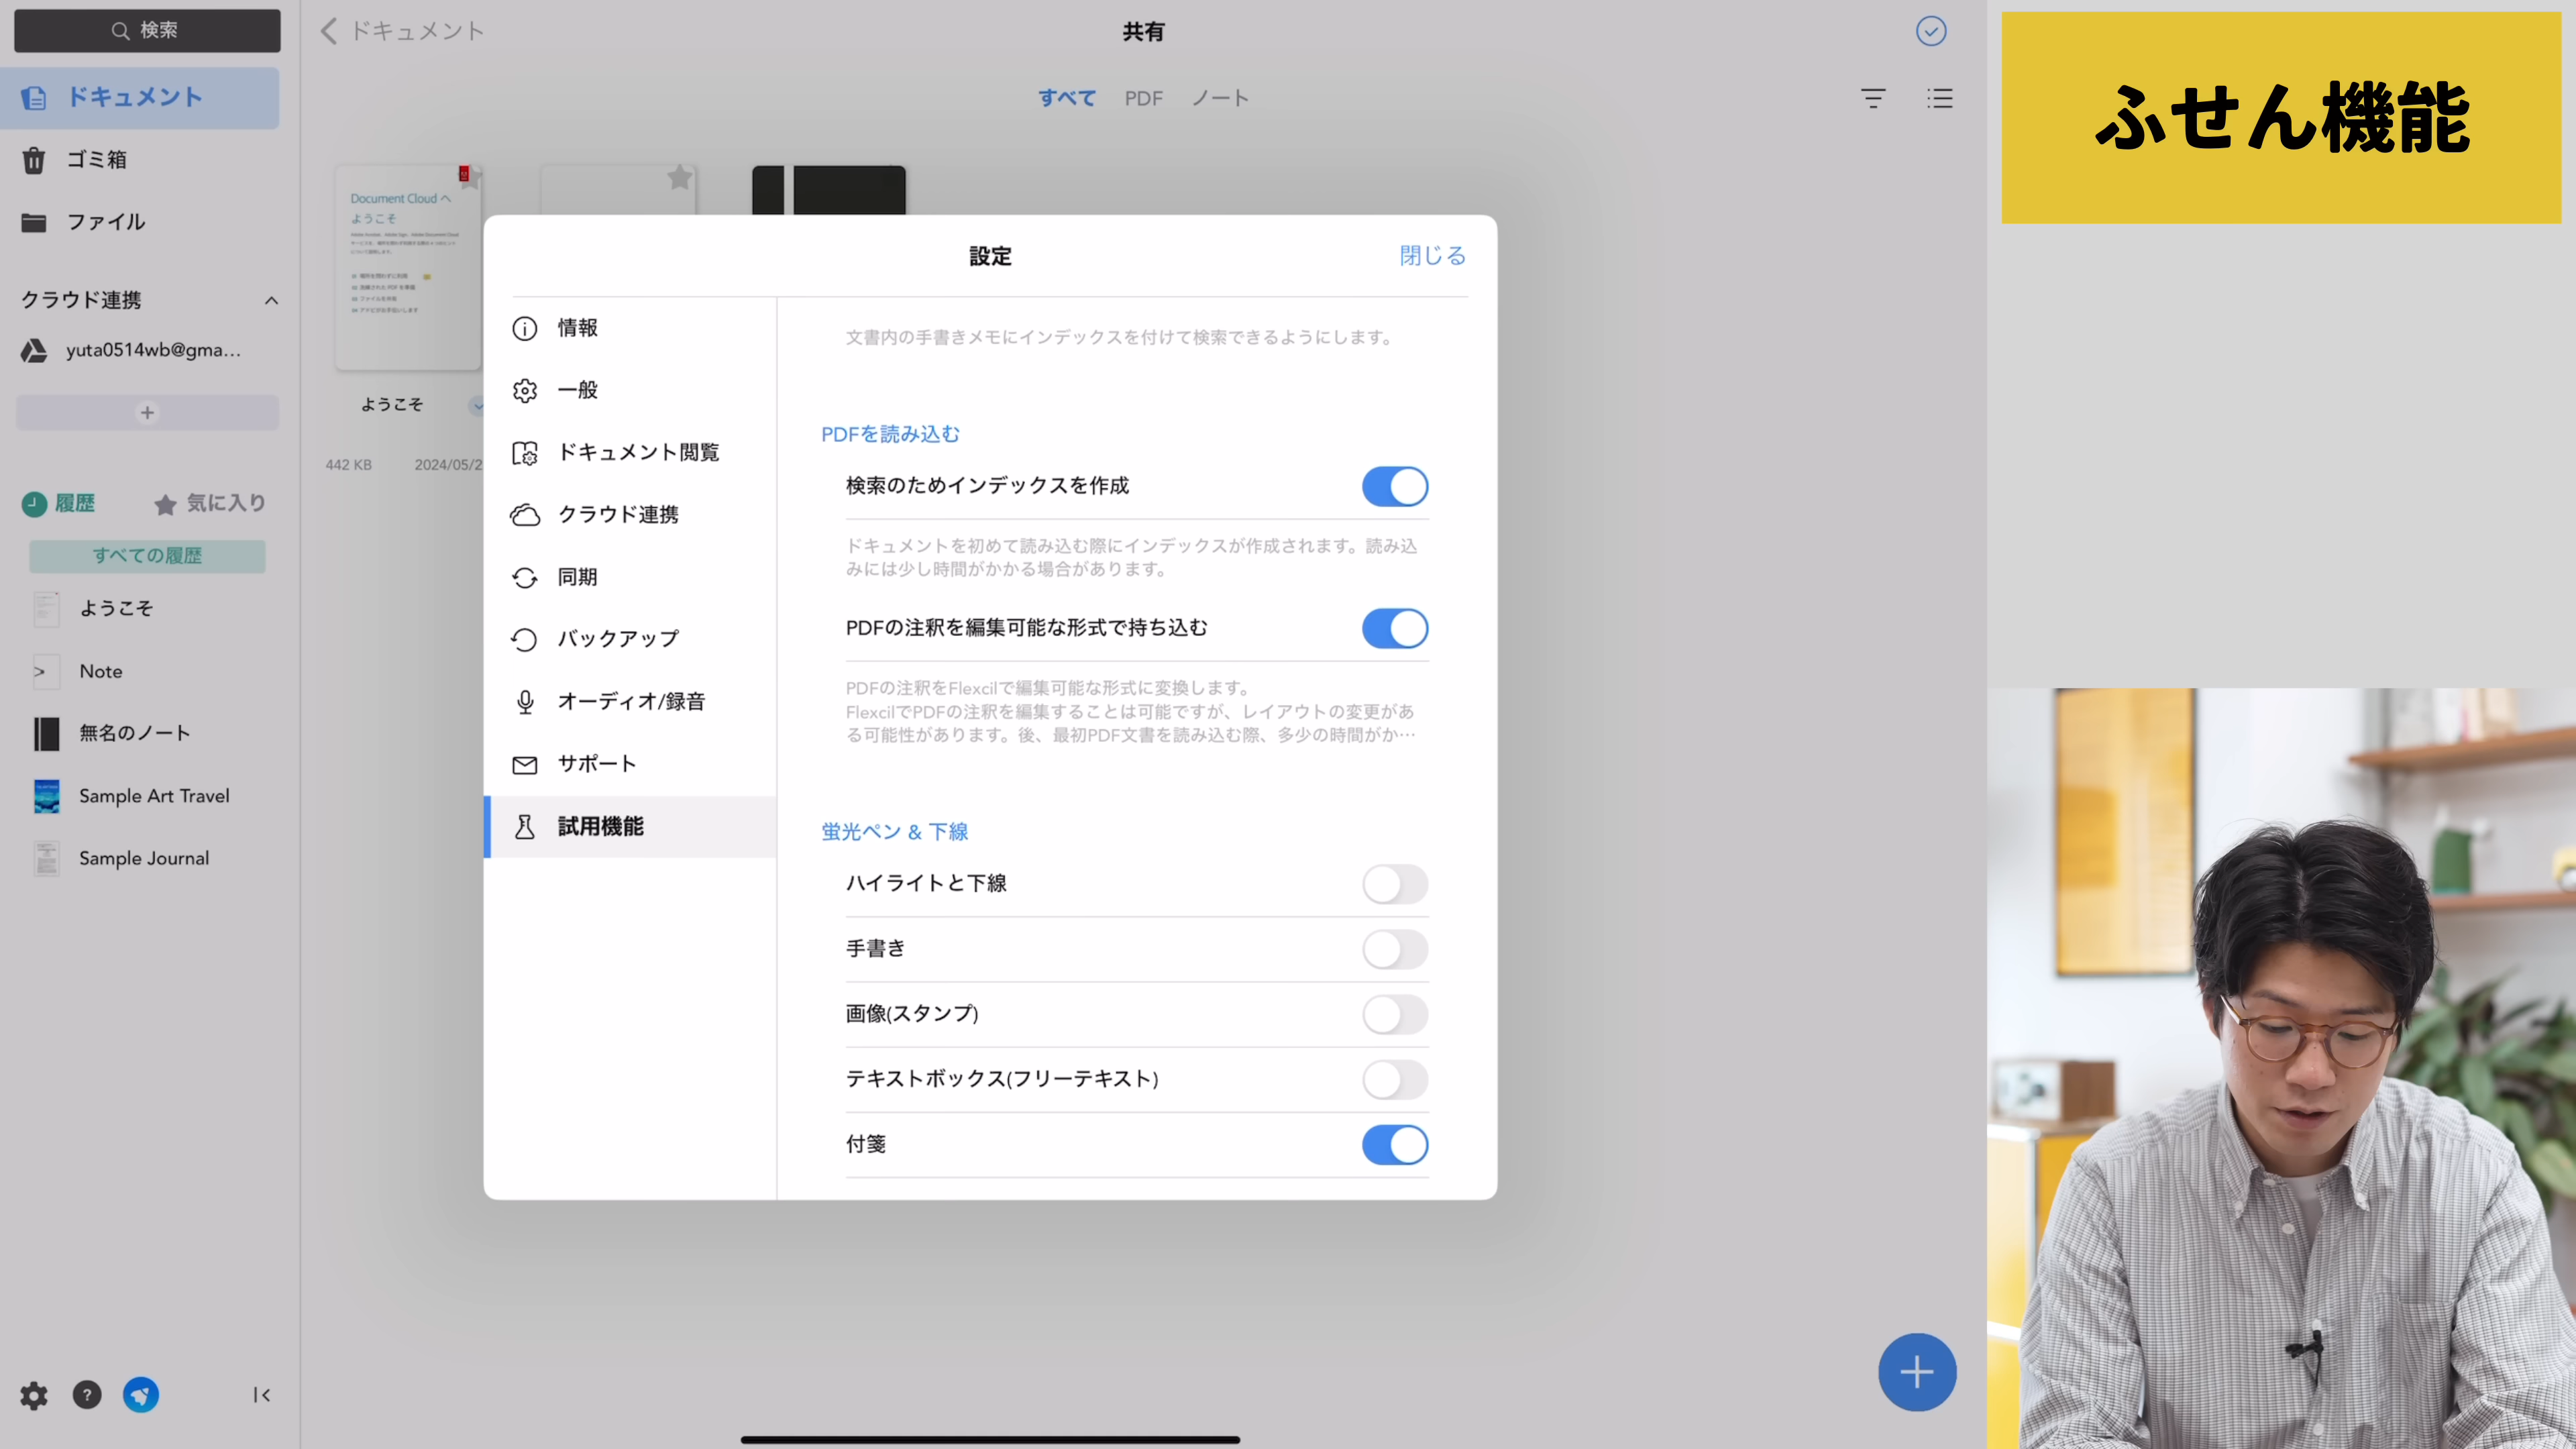 検索
ドキュメント
ゴミ箱
ファイル
クラウド連携
yuta0514wb@gma...
履歴
気に入り
すべての履歴
ようこそ
Note
無名のノート
Sample Art Travel
Sample Journal
ドキュメント
共有
すべて
PDF
ノート
Document Cloud へ
ようこそ
ようこそ
442 KB
2024/05/2
設定
閉じる
情報
一般
ドキュメント閲覧
クラウド連携
同期
バックアップ
オーディオ/録音
サポート
試用機能
文書内の手書きメモにインデックスを付けて検索できるようにします。
PDFを読み込む
検索のためインデックスを作成
ドキュメントを初めて読み込む際にインデックスが作成されます。読み込
みには少し時間がかかる場合があります。
PDFの注釈を編集可能な形式で持ち込む
PDFの注釈をFlexcilで編集可能な形式に変換します。
FlexcilでPDFの注釈を編集することは可能ですが、レイアウトの変更があ
る可能性があります。後、最初PDF文書を読み込む際、多少の時間がか…
蛍光ペン & 下線
ハイライトと下線
手書き
画像(スタンプ)
テキストボックス(フリーテキスト)
付箋
ふせん機能